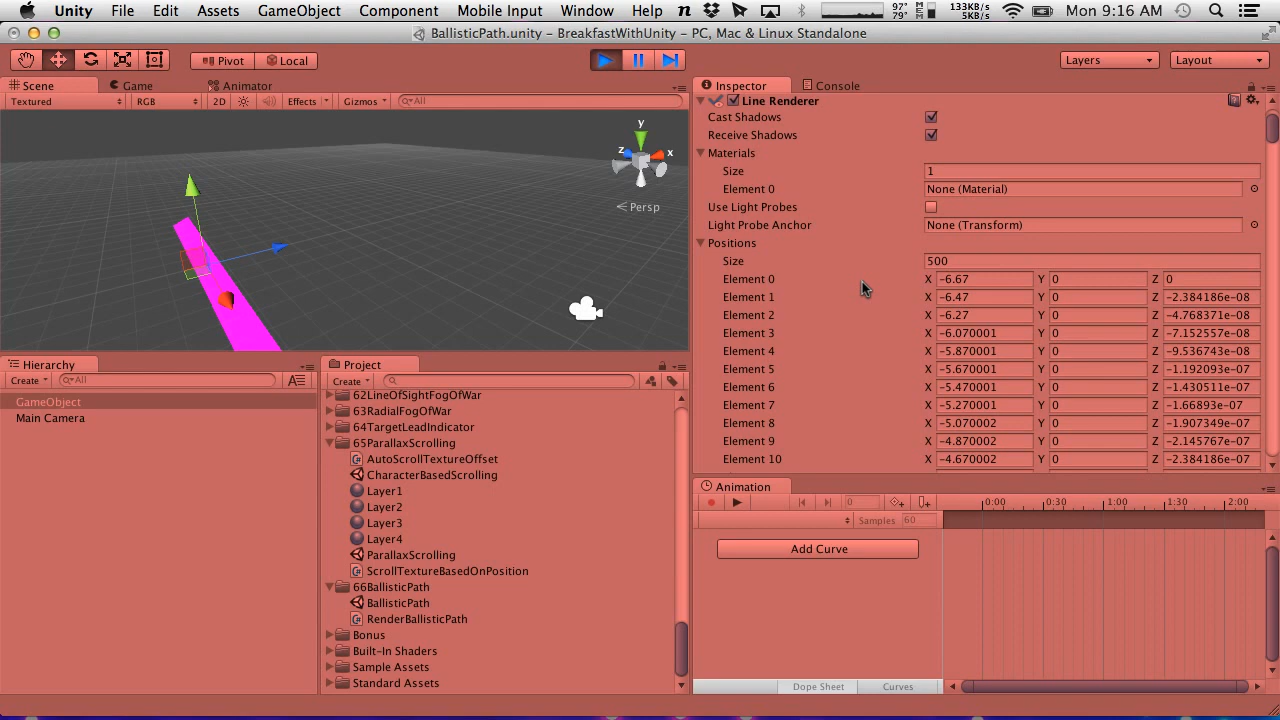 Unity File Edit Assets GameObject Component Mobile Input Window Help 97° 79° 133KB/s 5KB/s Mon 9:16 AM
BallisticPath.unity – BreakfastWithUnity – PC, Mac & Linux Standalone
Pivot Local Layers Layout
Scene Game Animator
Textured RGB 2D Effects Gizmos All
y
z x
Persp
Inspector Console
Line Renderer
Cast Shadows
Receive Shadows
Materials
Size 1
Element 0 None (Material)
Use Light Probes
Light Probe Anchor None (Transform)
Positions
Size 500
Element 0 X -6.67 Y 0 Z 0
Element 1 X -6.47 Y 0 Z -2.384186e-08
Element 2 X -6.27 Y 0 Z -4.768371e-08
Element 3 X -6.070001 Y 0 Z -7.152557e-08
Element 4 X -5.870001 Y 0 Z -9.536743e-08
Element 5 X -5.670001 Y 0 Z -1.192093e-07
Element 6 X -5.470001 Y 0 Z -1.430511e-07
Element 7 X -5.270001 Y 0 Z -1.66893e-07
Element 8 X -5.070002 Y 0 Z -1.907349e-07
Element 9 X -4.870002 Y 0 Z -2.145767e-07
Element 10 X -4.670002 Y 0 Z -2.384186e-07
Hierarchy
Create All
GameObject
Main Camera
Project
Create
62LineOfSightFogOfWar
63RadialFogOfWar
64TargetLeadIndicator
65ParallaxScrolling
AutoScrollTextureOffset
CharacterBasedScrolling
Layer1
Layer2
Layer3
Layer4
ParallaxScrolling
ScrollTextureBasedOnPosition
66BallisticPath
BallisticPath
RenderBallisticPath
Bonus
Built-In Shaders
Sample Assets
Standard Assets
Animation
0 0:00 0:30 1:00 1:30 2:00
Samples 60
Add Curve
Dope Sheet Curves